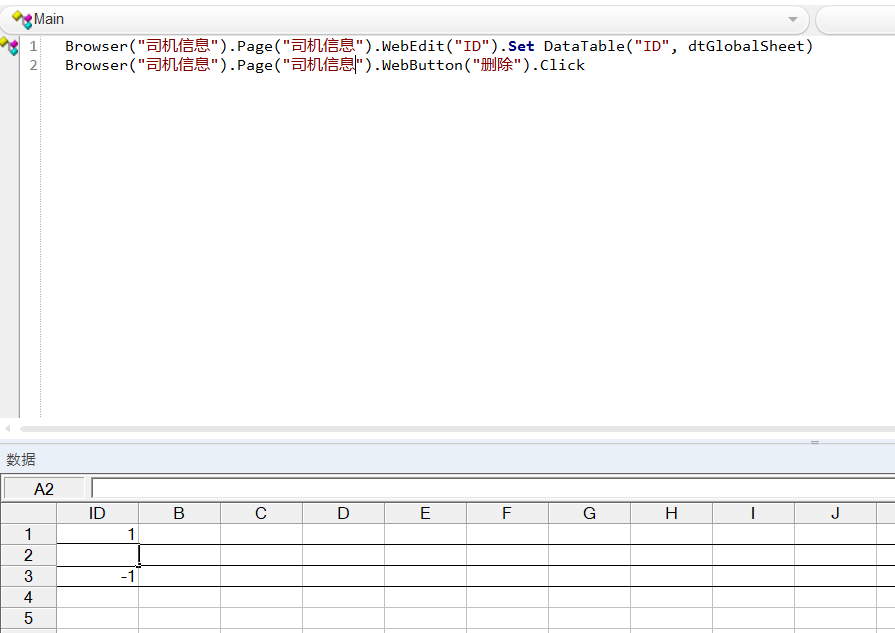 Main
1 Browser("司机信息").Page("司机信息").WebEdit("ID").Set DataTable("ID", dtGlobalSheet)
2 Browser("司机信息").Page("司机信息").WebButton("删除").Click
数据
A2
ID B C D E F G H I J
1 1
2
3 -1
4
5